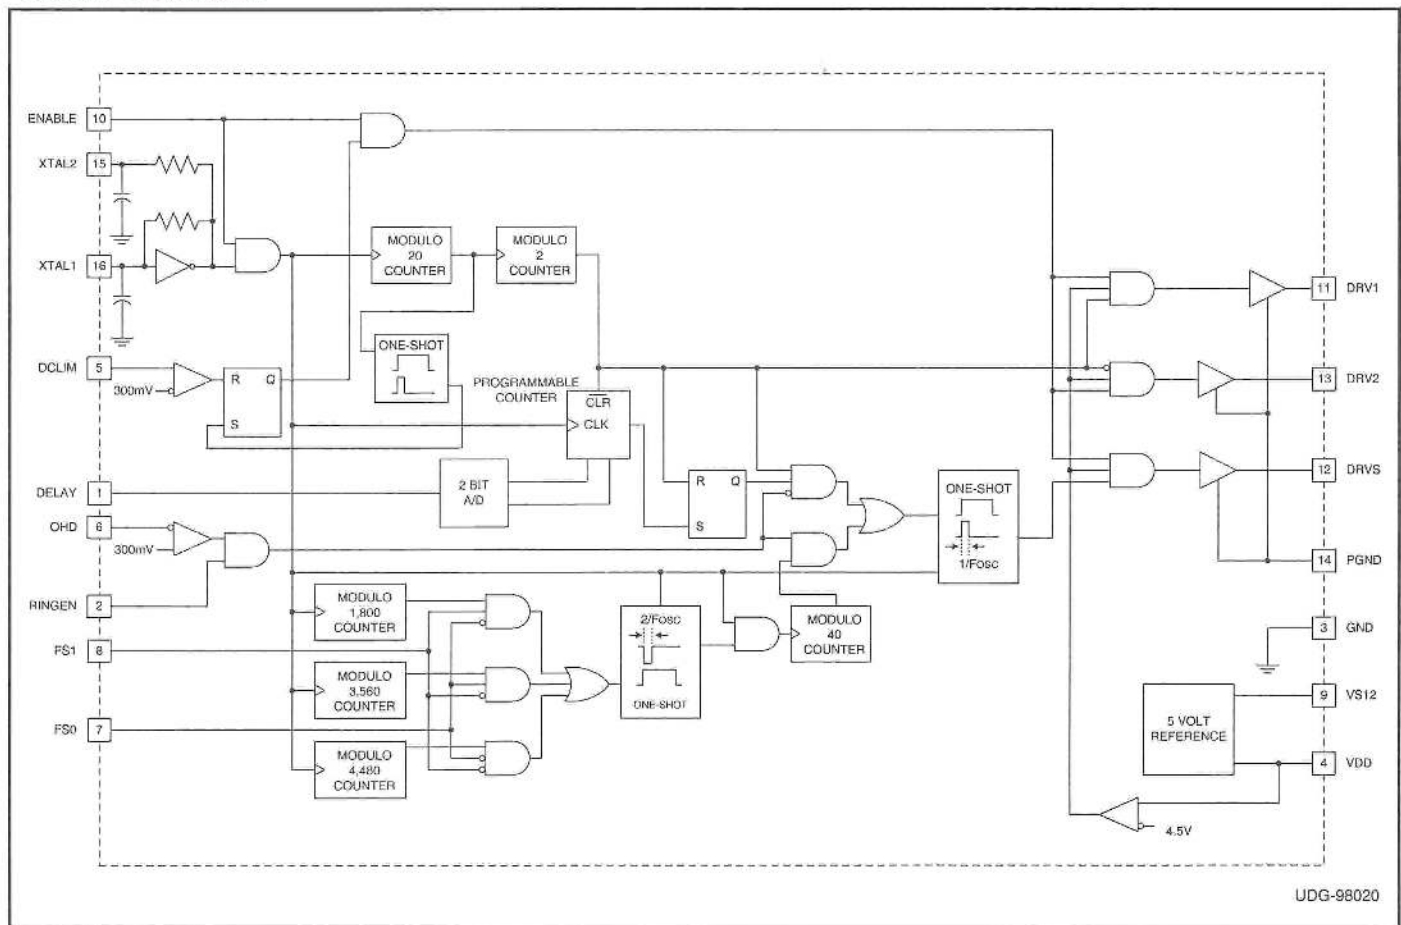 ENABLE 10
XTAL2 15
XTAL1 16
MODULO
20
COUNTER
MODULO
2
COUNTER
11 DRV1
DCLIM 5
300mV
R Q
S
ONE-SHOT
PROGRAMMABLE
COUNTER
CLR
CLK
13 DRV2
12 DRVS
DELAY 1
2 BIT
A/D
R Q
S
ONE-SHOT
1/Fosc
OHD 6
300mV
14 PGND
RINGEN 2
MODULO
1,800
COUNTER
2/Fosc
ONE-SHOT
MODULO
40
COUNTER
3 GND
FS1 8
MODULO
3,560
COUNTER
9 VS12
5 VOLT
REFERENCE
FS0 7
MODULO
4,480
COUNTER
4 VDD
4.5V
UDG-98020